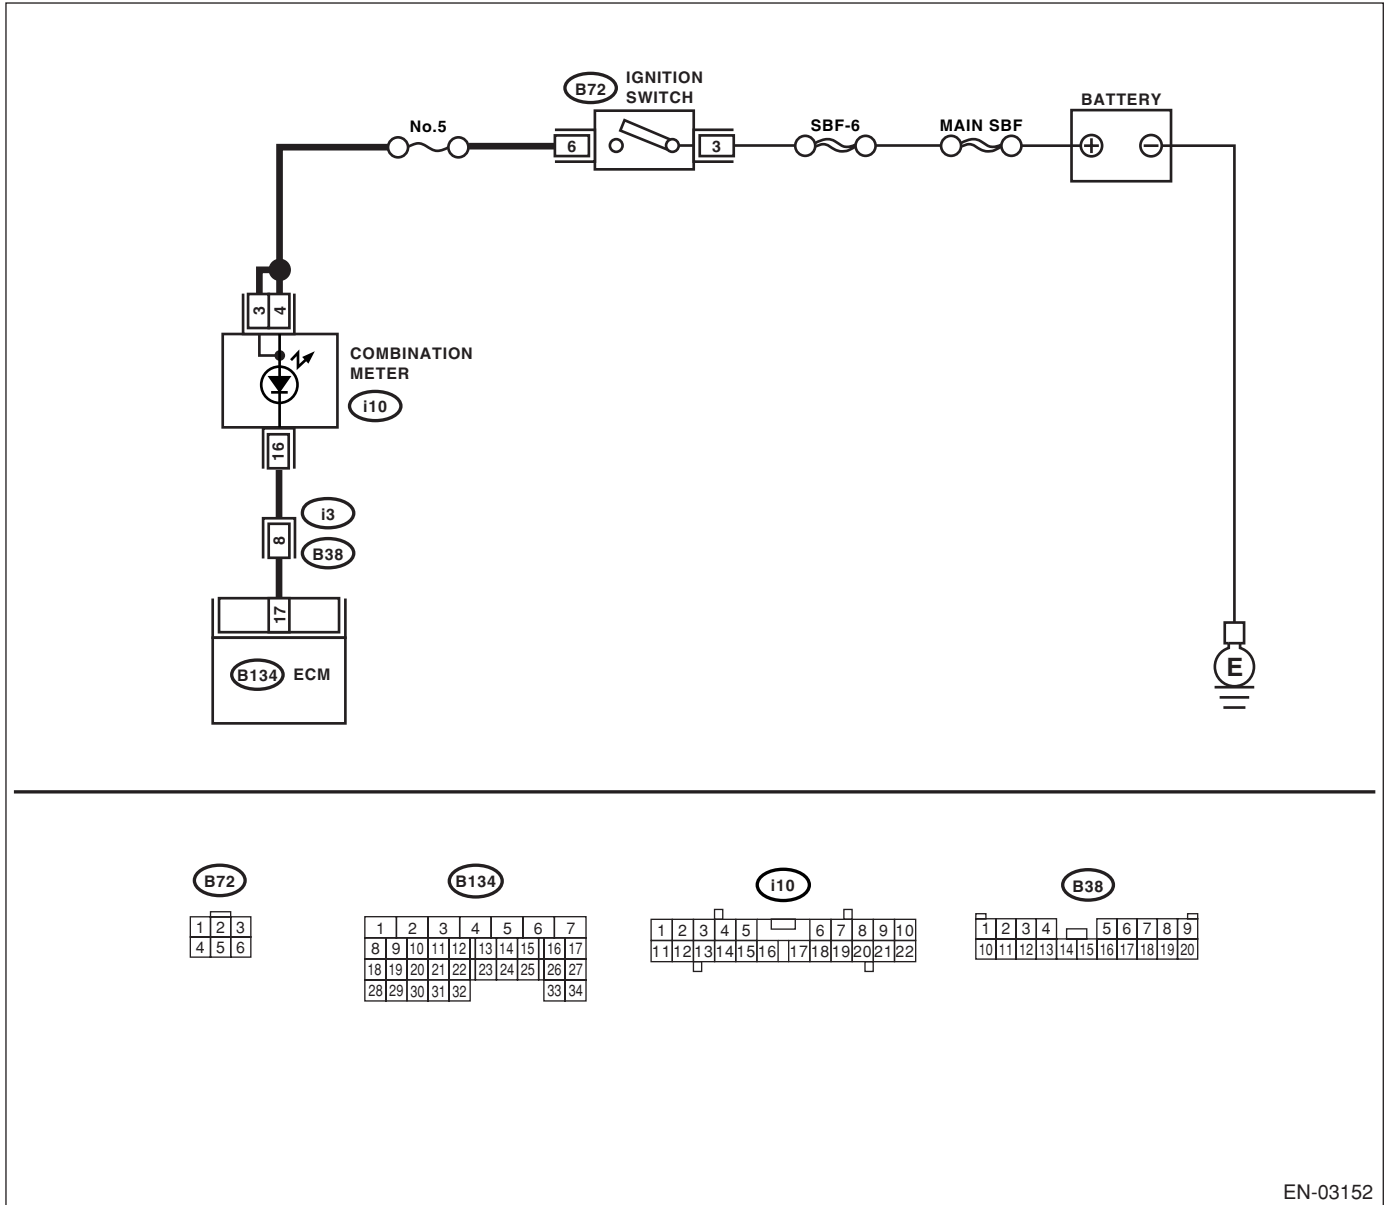 IGNITION
SWITCH
B72
BATTERY
No.5
SBF-6
MAIN SBF
6
3
3
4
COMBINATION
METER
i10
16
i3
8
B38
17
B134
ECM
E
B72
B134
i10
B38
1 2 3
4 5 6
1 2 3 4 5 6 7
8 9 10 11 12 13 14 15 16 17
18 19 20 21 22 23 24 25 26 27
28 29 30 31 32 33 34
1 2 3 4 5 6 7 8 9 10
11 12 13 14 15 16 17 18 19 20 21 22
1 2 3 4 5 6 7 8 9
10 11 12 13 14 15 16 17 18 19 20
EN-03152